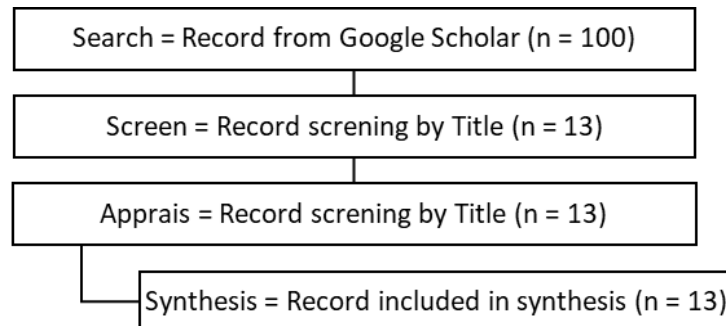 Search = Record from Google Scholar (n = 100)
Screen = Record screning by Title (n = 13)
Apprais = Record screning by Title (n = 13)
Synthesis = Record included in synthesis (n = 13)